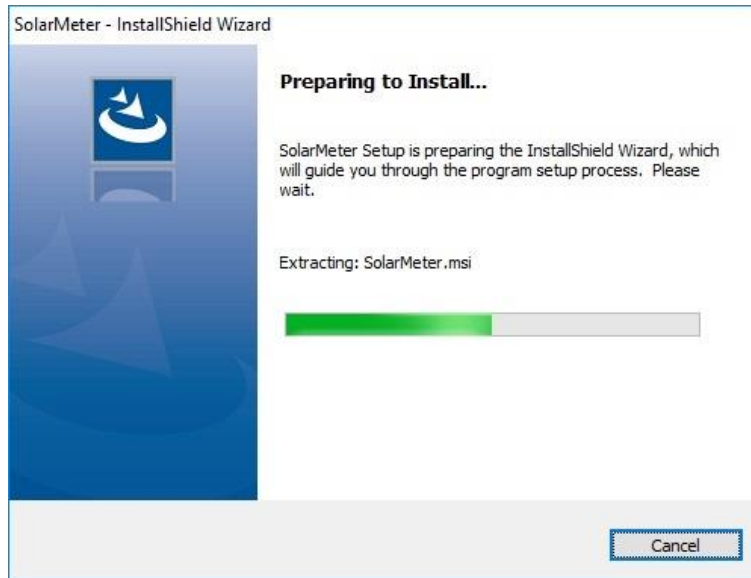 SolarMeter - InstallShield Wizard
Preparing to Install...
SolarMeter Setup is preparing the InstallShield Wizard, which
will guide you through the program setup process. Please
wait.
Extracting: SolarMeter.msi
Cancel